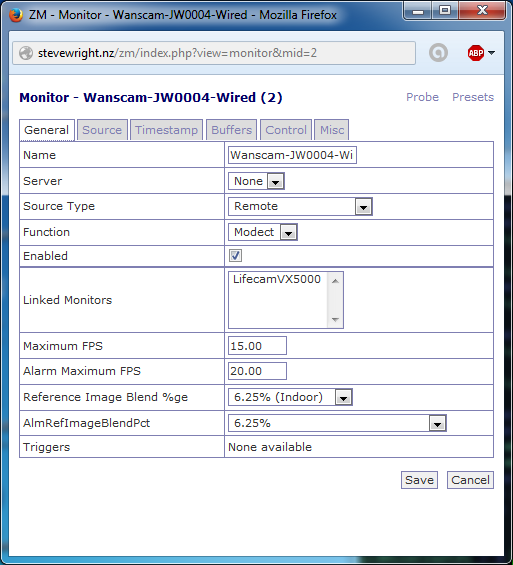 ZM - Monitor - Wanscam-JW0004-Wired - Mozilla Firefox
stevewright.nz/zm/index.php?view=monitor&mid=2
ABP
Monitor - Wanscam-JW0004-Wired (2) Probe Presets
General Source Timestamp Buffers Control Misc
Name Wanscam-JW0004-Wi
Server None
Source Type Remote
Function Modect
Enabled
Linked Monitors LifecamVX5000
Maximum FPS 15.00
Alarm Maximum FPS 20.00
Reference Image Blend %ge 6.25% (Indoor)
AlmRefImageBlendPct 6.25%
Triggers None available
Save Cancel